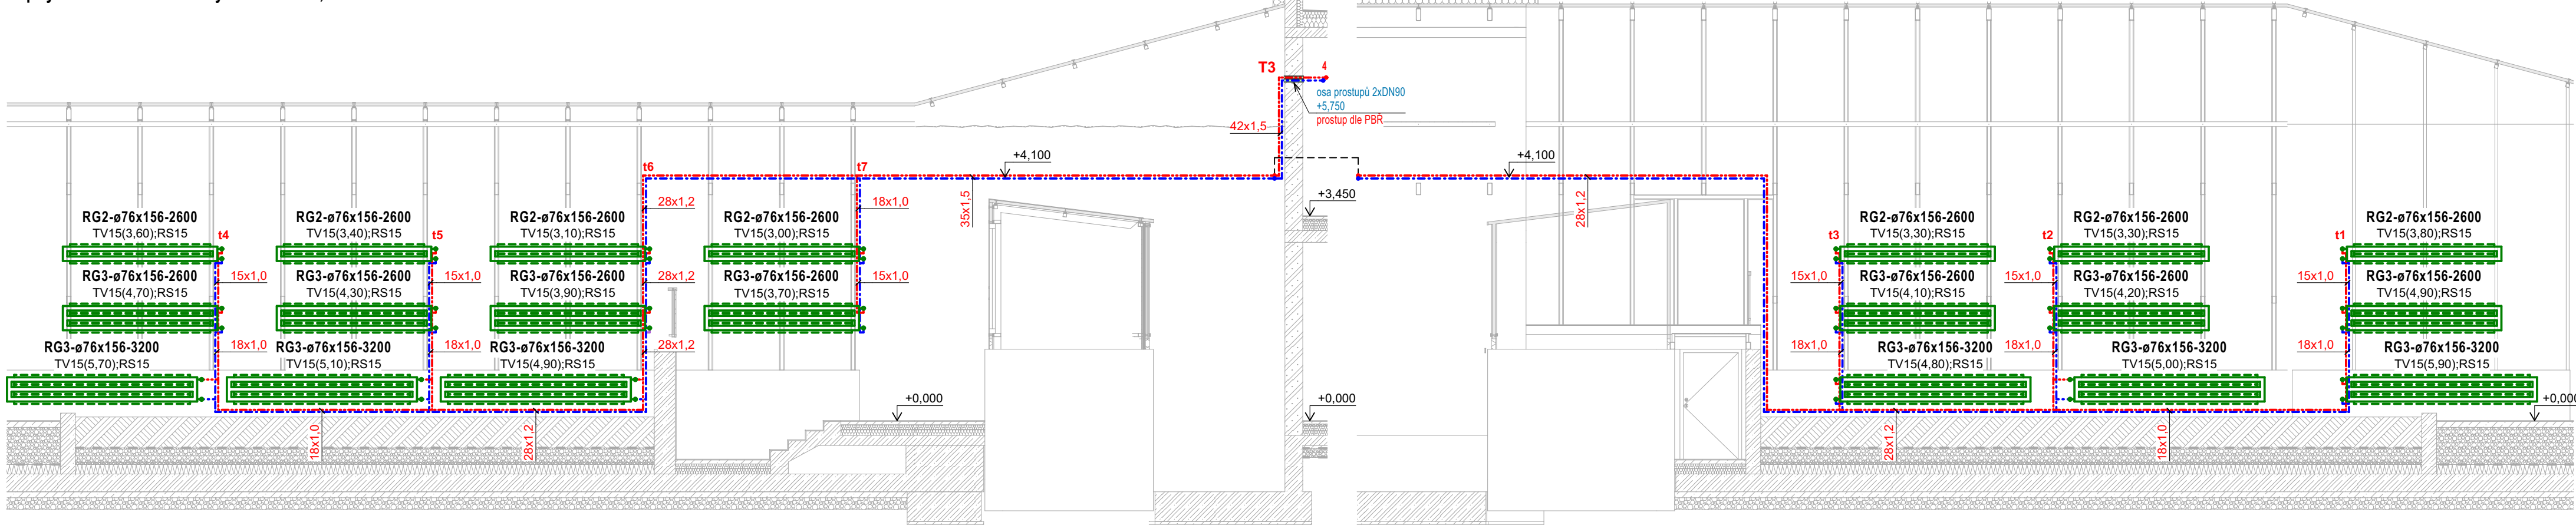 T3
4
osa prostupů 2xDN90
+5,750
prostup dle PBŘ
42x1,5
t6
t7
+4,100
+4,100
28x1,2
18x1,0
35x1,5
+3,450
28x1,2
RG2-ø76x156-2600
TV15(3,60);RS15
t4
RG2-ø76x156-2600
TV15(3,40);RS15
t5
RG2-ø76x156-2600
TV15(3,10);RS15
RG2-ø76x156-2600
TV15(3,00);RS15
t3
RG2-ø76x156-2600
TV15(3,30);RS15
t2
RG2-ø76x156-2600
TV15(3,30);RS15
t1
RG2-ø76x156-2600
TV15(3,80);RS15
RG3-ø76x156-2600
TV15(4,70);RS15
15x1,0
RG3-ø76x156-2600
TV15(4,30);RS15
15x1,0
RG3-ø76x156-2600
TV15(3,90);RS15
28x1,2
RG3-ø76x156-2600
TV15(3,70);RS15
15x1,0
15x1,0
RG3-ø76x156-2600
TV15(4,10);RS15
15x1,0
RG3-ø76x156-2600
TV15(4,20);RS15
15x1,0
RG3-ø76x156-2600
TV15(4,90);RS15
RG3-ø76x156-3200
TV15(5,70);RS15
18x1,0
RG3-ø76x156-3200
TV15(5,10);RS15
18x1,0
RG3-ø76x156-3200
TV15(4,90);RS15
28x1,2
18x1,0
RG3-ø76x156-3200
TV15(4,80);RS15
18x1,0
RG3-ø76x156-3200
TV15(5,00);RS15
18x1,0
RG3-ø76x156-3200
TV15(5,90);RS15
+0,000
+0,000
+0,000
18x1,0
28x1,2
28x1,2
18x1,0